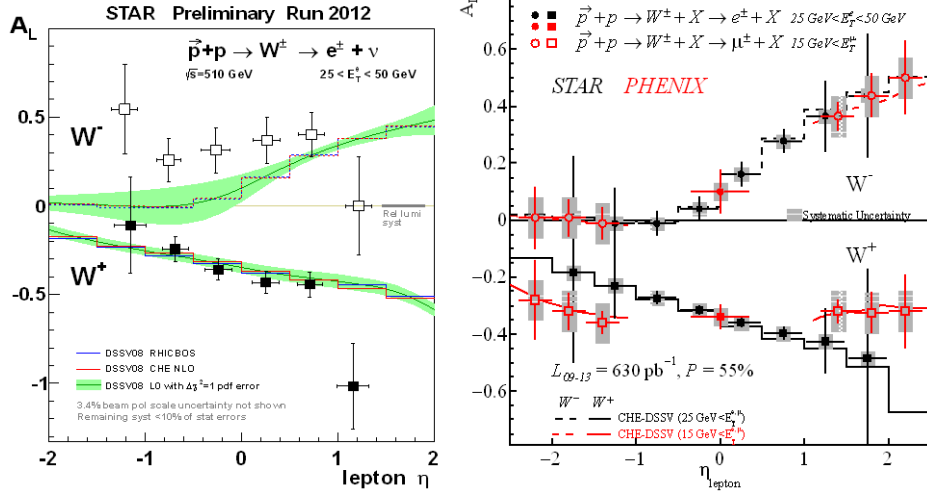 STAR Preliminary Run 2012
A_L
p⃗+p → W± → e± + ν
√s=510 GeV 25 < E_T^e < 50 GeV
0.5
W⁻
0
Rel lumi
syst
W⁺
-0.5
DSSV08 RHICBOS
DSSV08 CHE NLO
DSSV08 L0 with Δχ²=1 pdf error
-1
3.4% beam pol scale uncertainty not shown
Remaining syst <10% of stat errors
-2 -1 0 1 2
lepton η
p⃗ + p → W± + X → e± + X 25 GeV<E_T^e<50 GeV
p⃗ + p → W± + X → μ± + X 15 GeV<E_T^μ
0.6
STAR PHENIX
0.4
0.2
W⁻
0
Systematic Uncertainty
W⁺
-0.2
-0.4
L₀₉₋₁₃ = 630 pb⁻¹, P = 55%
-0.6
W⁻ W⁺
CHE-DSSV (25 GeV<E_T^e,μ)
CHE-DSSV (15 GeV<E_T^e,μ)
-2 -1 0 1 2
η_lepton